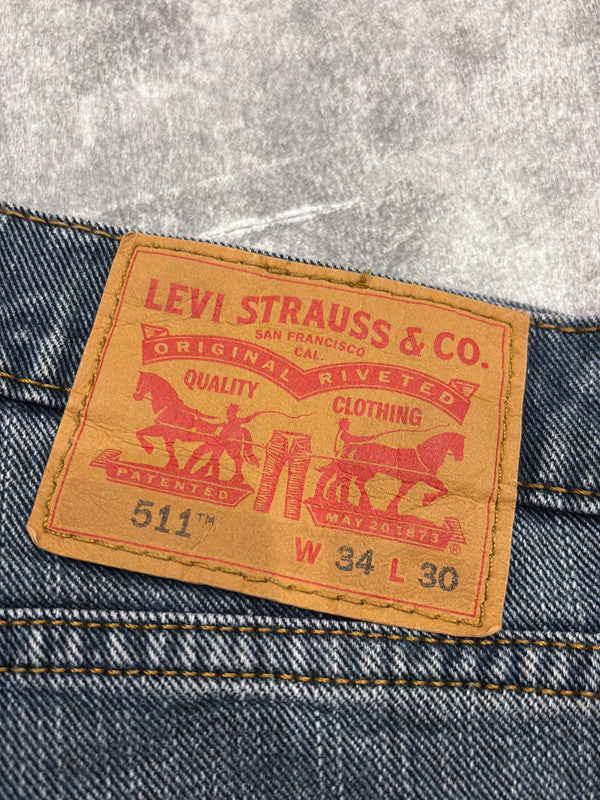 LEVI STRAUSS & CO.
SAN FRANCISCO
CAL.
ORIGINAL RIVETED
QUALITY CLOTHING
PATENTED MAY 20 1873 ®
511™ W 34 L 30